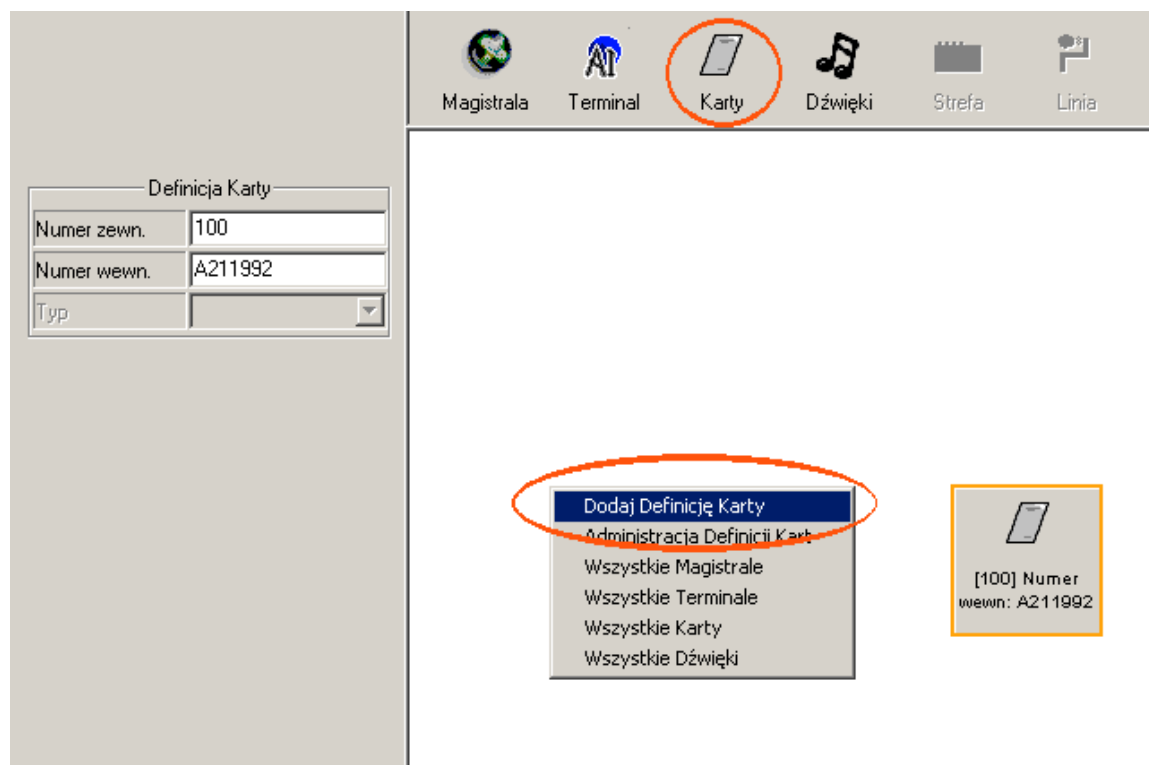 Magistrala Terminal Karty Dźwięki Strefa Linia
Definicja Karty
Numer zewn. 100
Numer wewn. A211992
Typ
Dodaj Definicję Karty
Administracja Definicji Kart
Wszystkie Magistrale
Wszystkie Terminale
Wszystkie Karty
Wszystkie Dźwięki
[100] Numer
wewn: A211992